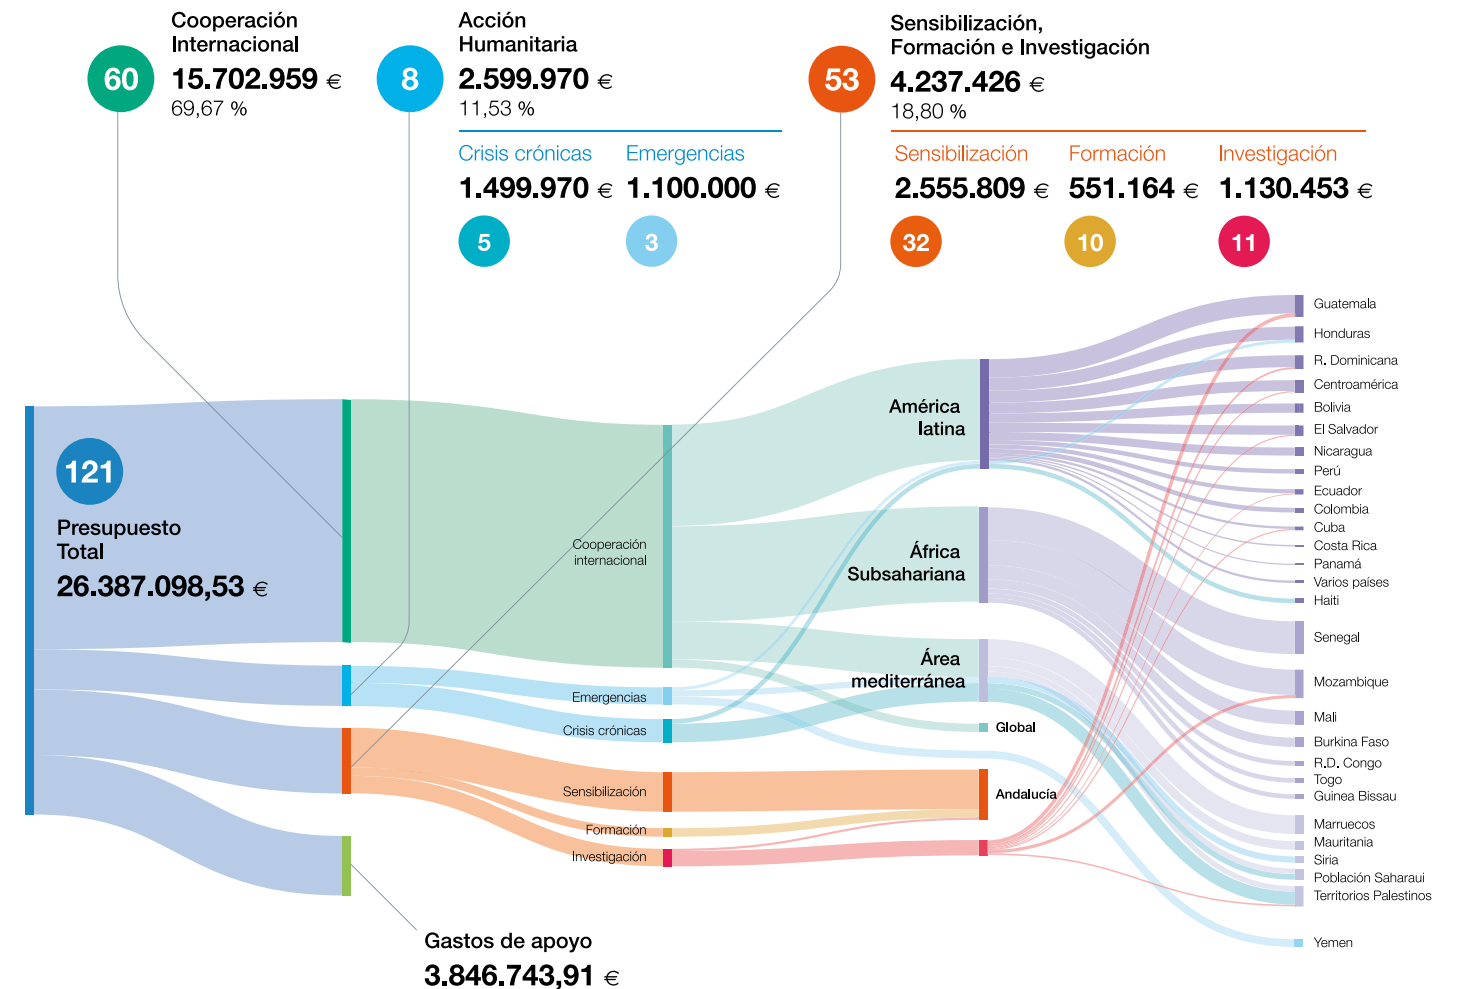 Cooperación
Internacional
60
15.702.959 €
69,67 %
Acción
Humanitaria
8
2.599.970 €
11,53 %
Crisis crónicas
1.499.970 €
5
Emergencias
1.100.000 €
3
Sensibilización,
Formación e Investigación
53
4.237.426 €
18,80 %
Sensibilización
2.555.809 €
32
Formación
551.164 €
10
Investigación
1.130.453 €
11
121
Presupuesto
Total
26.387.098,53 €
Cooperación
internacional
Emergencias
Crisis crónicas
Sensibilización
Formación
Investigación
Gastos de apoyo
3.846.743,91 €
América
latina
África
Subsahariana
Área
mediterránea
Global
Andalucía
Guatemala
Honduras
R. Dominicana
Centroamérica
Bolivia
El Salvador
Nicaragua
Perú
Ecuador
Colombia
Cuba
Costa Rica
Panamá
Varios países
Haiti
Senegal
Mozambique
Mali
Burkina Faso
R.D. Congo
Togo
Guinea Bissau
Marruecos
Mauritania
Siria
Población Saharaui
Territorios Palestinos
Yemen